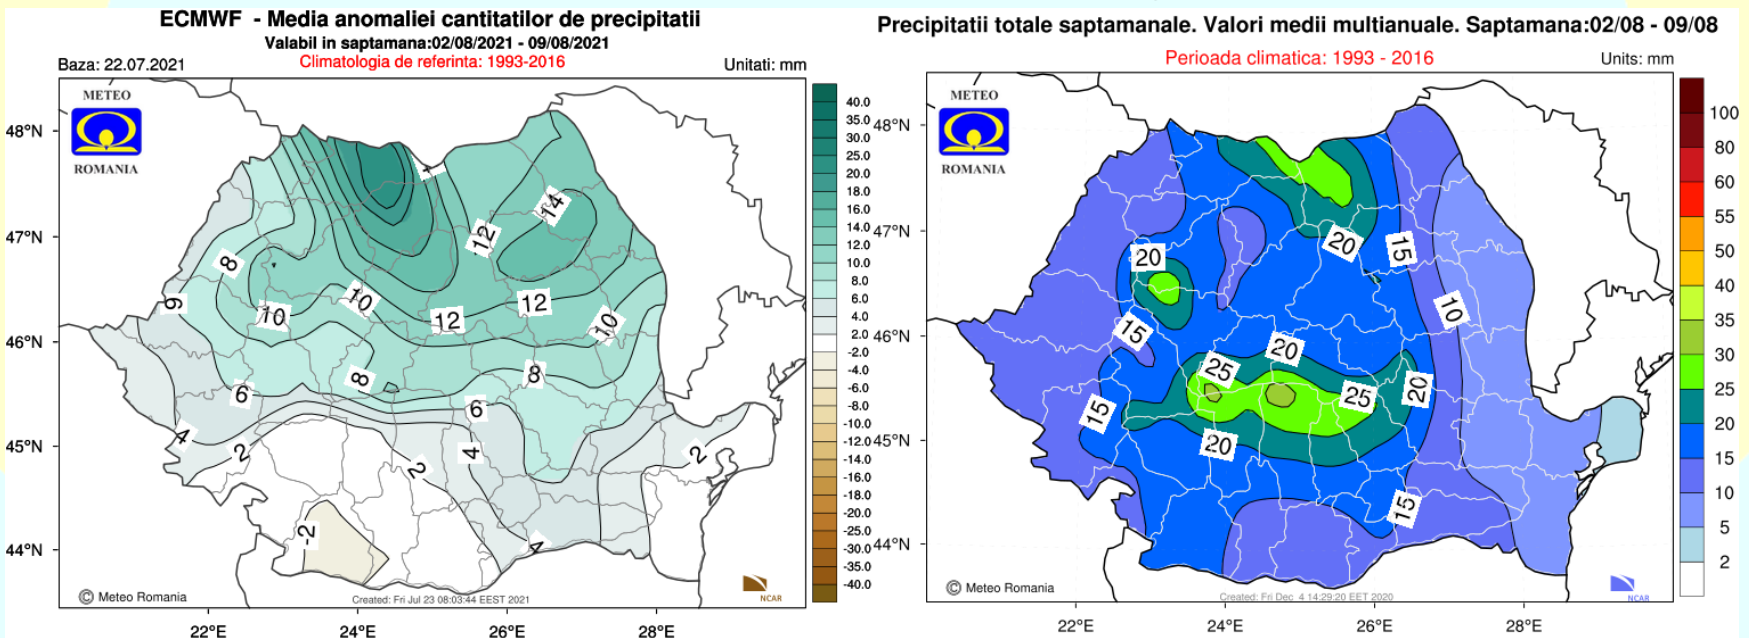 ECMWF - Media anomaliei cantitatilor de precipitatii
Valabil in saptamana:02/08/2021 - 09/08/2021
Baza: 22.07.2021
Climatologia de referinta: 1993-2016
Unitati: mm
METEO
ROMANIA
48°N
47°N
46°N
45°N
44°N
22°E
24°E
26°E
28°E
8
6
10
10
12
12
14
12
10
8
8
6
6
4
2
2
4
2
-2
4
© Meteo Romania
Created: Fri Jul 23 08:03:44 EEST 2021
NCAR
40.0
35.0
30.0
25.0
20.0
18.0
16.0
14.0
12.0
10.0
8.0
6.0
4.0
2.0
-2.0
-4.0
-6.0
-8.0
-10.0
-12.0
-14.0
-16.0
-18.0
-20.0
-25.0
-30.0
-35.0
-40.0
Precipitatii totale saptamanale. Valori medii multianuale. Saptamana:02/08 - 09/08
Perioada climatica: 1993 - 2016
Units: mm
METEO
ROMANIA
48°N
47°N
46°N
45°N
44°N
22°E
24°E
26°E
28°E
20
20
15
15
10
20
25
25
20
15
20
15
© Meteo Romania
Created: Fri Dec 4 14:29:20 EET 2020
NCAR
100
80
60
55
50
40
35
30
25
20
15
10
5
2